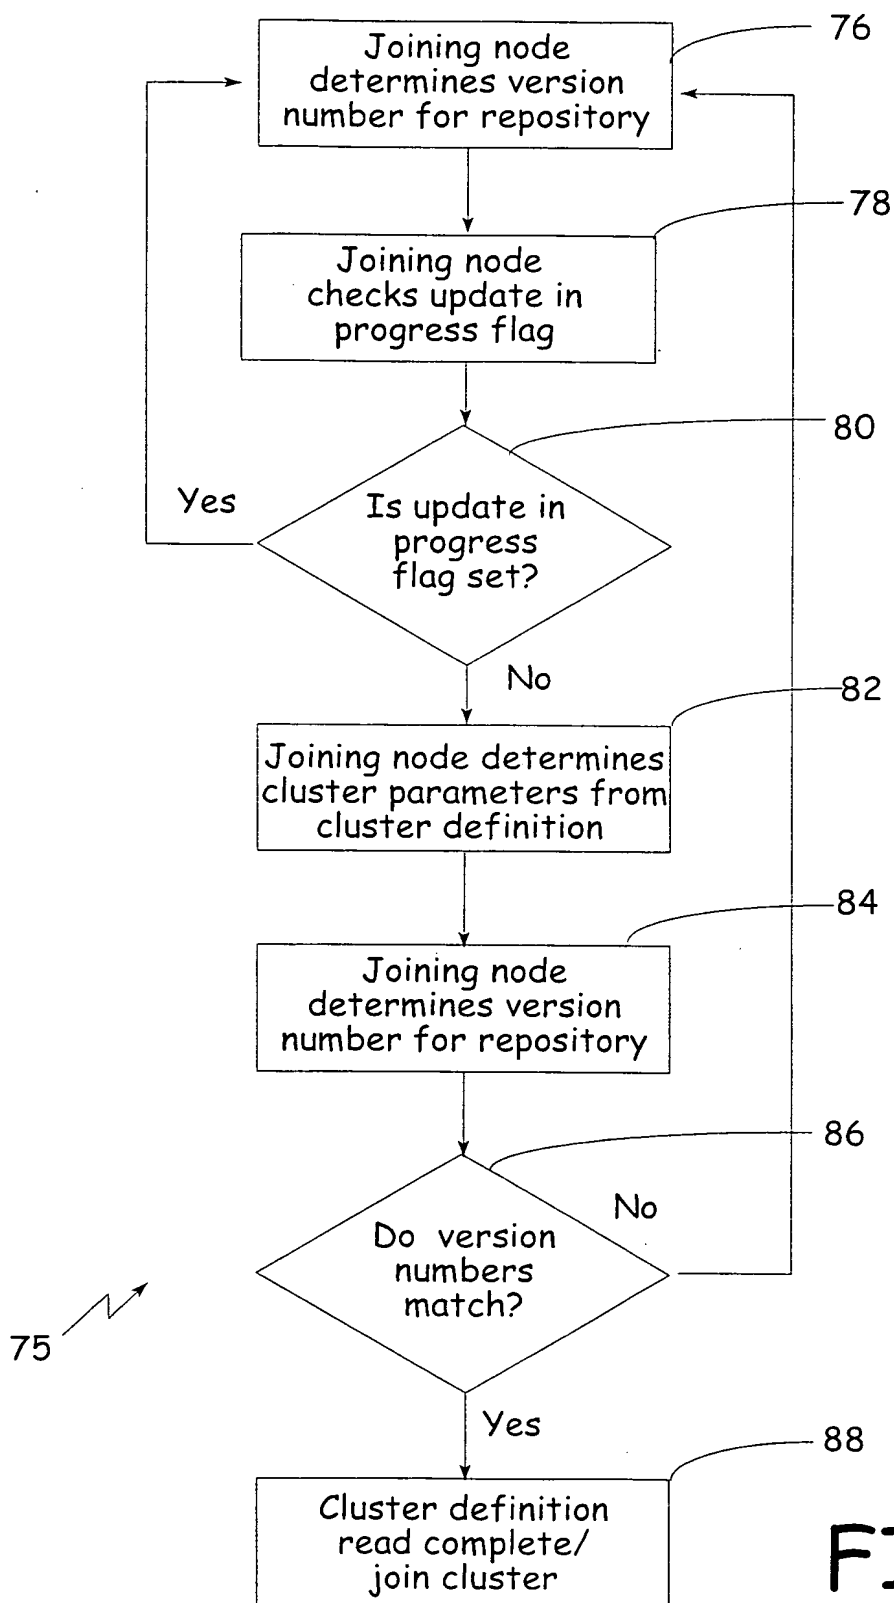 Joining node
determines version
number for repository
76
Joining node
checks update in
progress flag
78
80
Is update in
progress
flag set?
Yes
No
82
Joining node determines
cluster parameters from
cluster definition
84
Joining node
determines version
number for repository
86
Do version
numbers
match?
No
75
Yes
88
Cluster definition
read complete/
join cluster